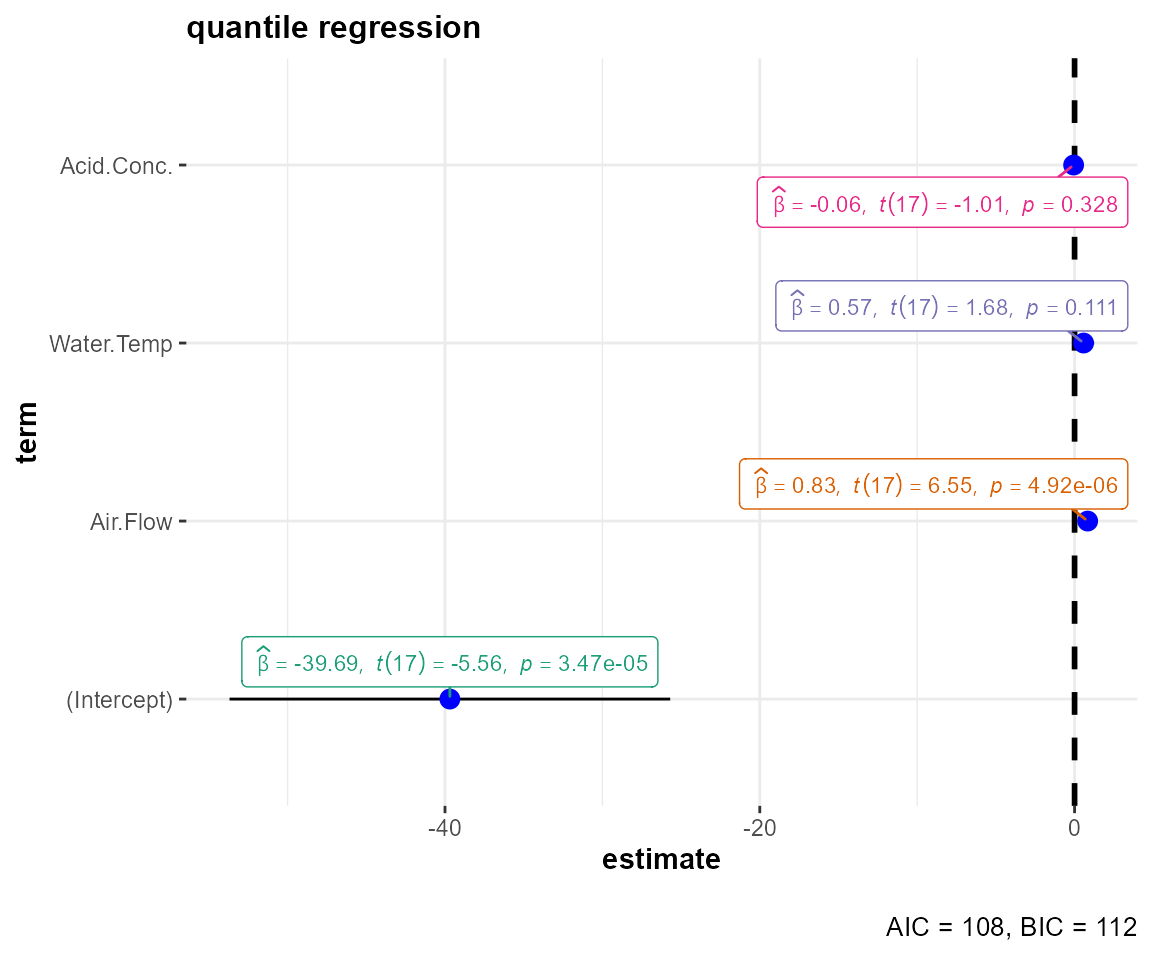 quantile regression
Acid.Conc.
β̂ = -0.06, t(17) = -1.01, p = 0.328
β̂ = 0.57, t(17) = 1.68, p = 0.111
Water.Temp
term
β̂ = 0.83, t(17) = 6.55, p = 4.92e-06
Air.Flow
β̂ = -39.69, t(17) = -5.56, p = 3.47e-05
(Intercept)
-40 -20 0
estimate
AIC = 108, BIC = 112